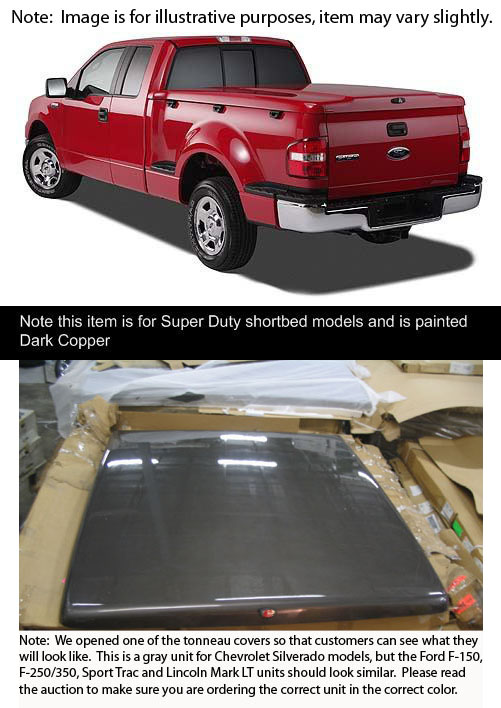 Note: Image is for illustrative purposes, item may vary slightly.
Note this item is for Super Duty shortbed models and is painted
Dark Copper
Note: We opened one of the tonneau covers so that customers can see what they
will look like. This is a gray unit for Chevrolet Silverado models, but the Ford F-150,
F-250/350, Sport Trac and Lincoln Mark LT units should look similar. Please read
the auction to make sure you are ordering the correct unit in the correct color.